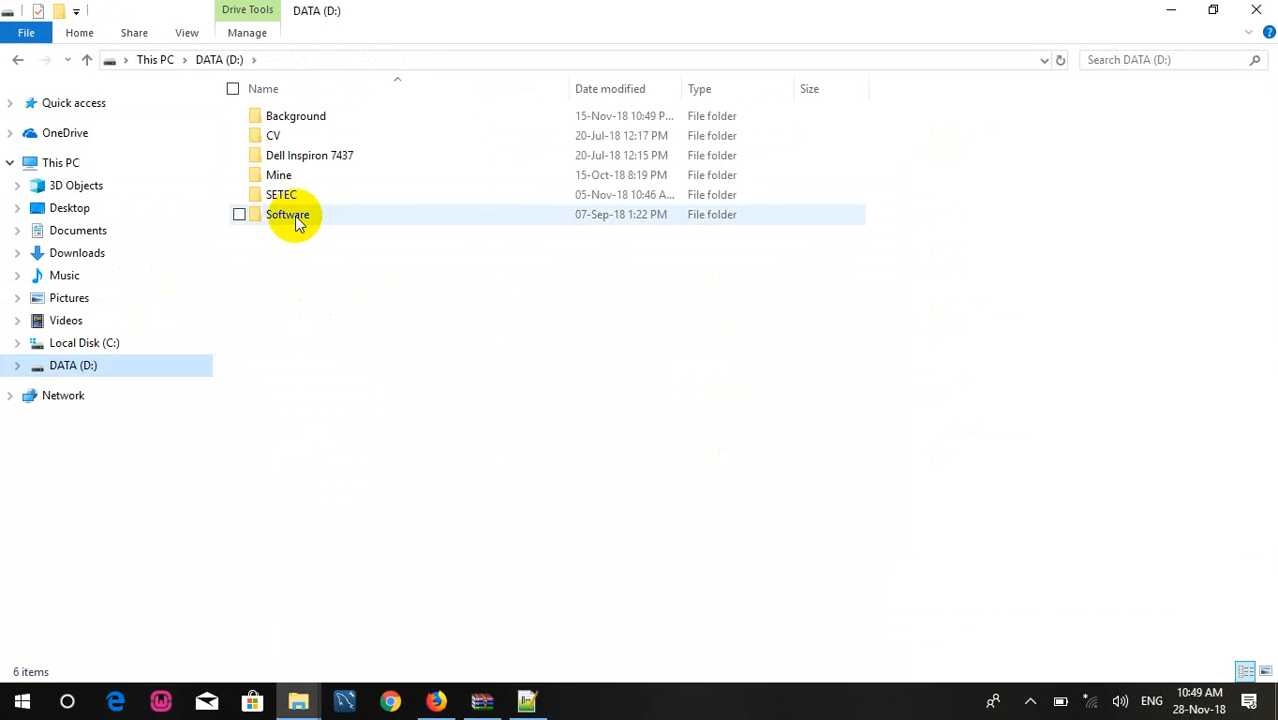 Drive Tools DATA (D:)
File Home Share View Manage
This PC DATA (D:) Search DATA (D:)
Name Date modified Type Size
Quick access
OneDrive
This PC
3D Objects
Desktop
Documents
Downloads
Music
Pictures
Videos
Local Disk (C:)
DATA (D:)
Network
Background 15-Nov-18 10:49 P... File folder
CV 20-Jul-18 12:17 PM File folder
Dell Inspiron 7437 20-Jul-18 12:15 PM File folder
Mine 15-Oct-18 8:19 PM File folder
SETEC 05-Nov-18 10:46 A... File folder
Software 07-Sep-18 1:22 PM File folder
6 items
ENG 10:49 AM
28-Nov-18